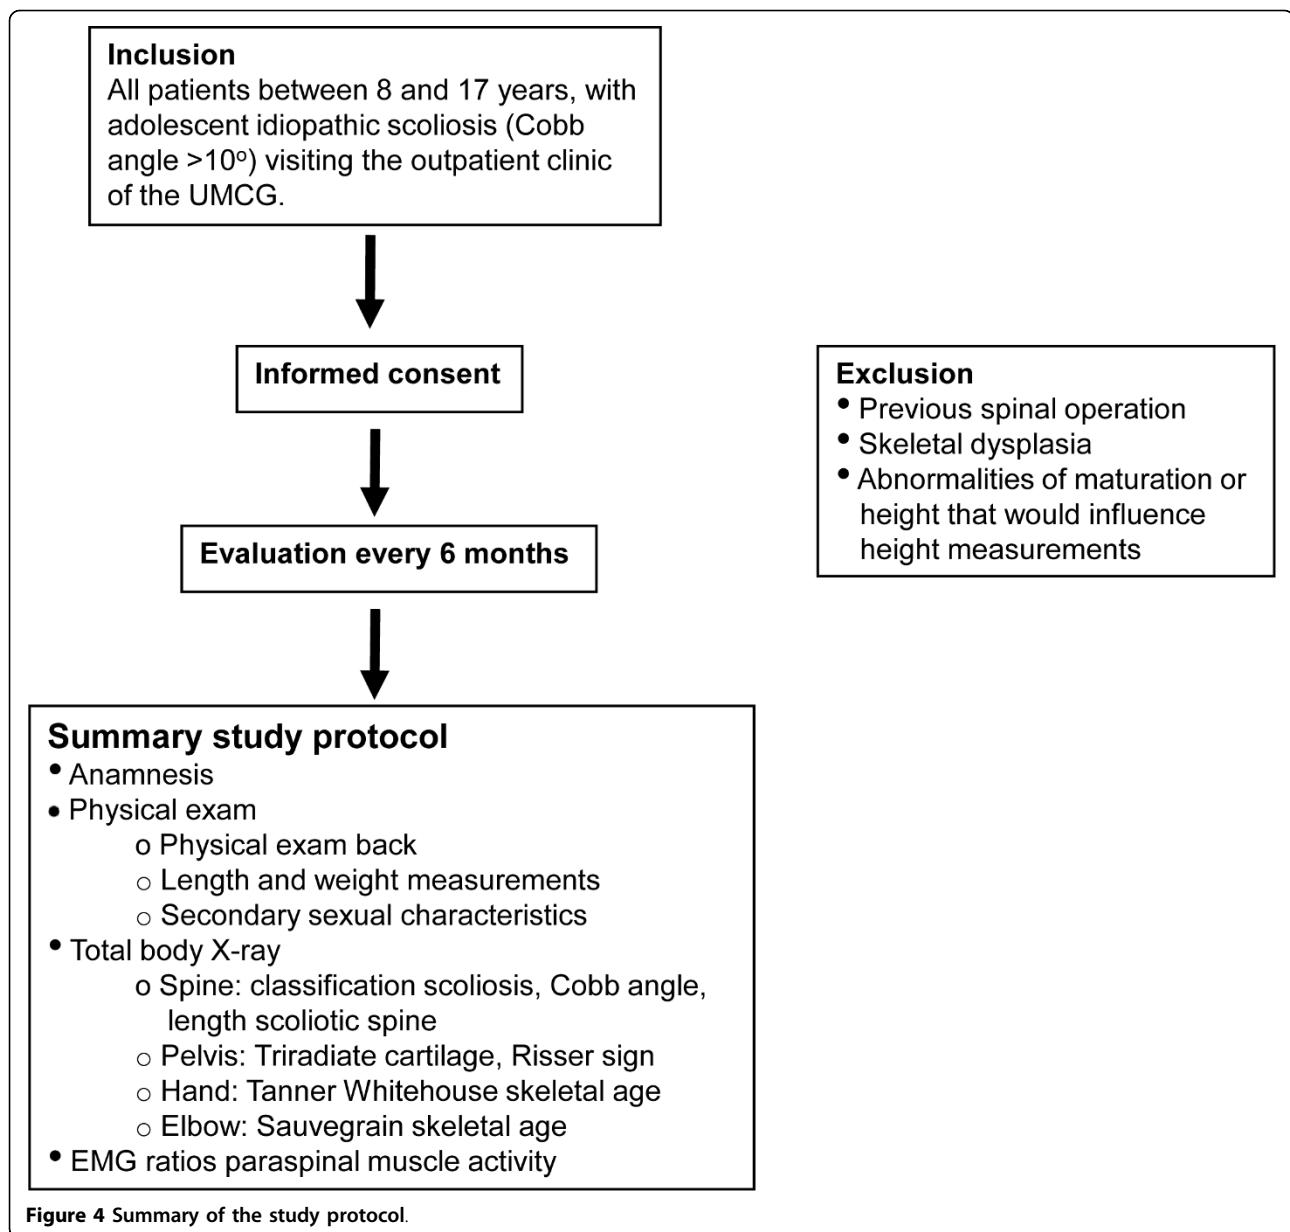 Inclusion
All patients between 8 and 17 years, with
adolescent idiopathic scoliosis (Cobb
angle >10º) visiting the outpatient clinic
of the UMCG.
Informed consent
Exclusion
• Previous spinal operation
• Skeletal dysplasia
• Abnormalities of maturation or
height that would influence
height measurements
Evaluation every 6 months
Summary study protocol
• Anamnesis
• Physical exam
o Physical exam back
○ Length and weight measurements
○ Secondary sexual characteristics
• Total body X-ray
o Spine: classification scoliosis, Cobb angle,
length scoliotic spine
○ Pelvis: Triradiate cartilage, Risser sign
○ Hand: Tanner Whitehouse skeletal age
○ Elbow: Sauvegrain skeletal age
• EMG ratios paraspinal muscle activity
Figure 4 Summary of the study protocol.